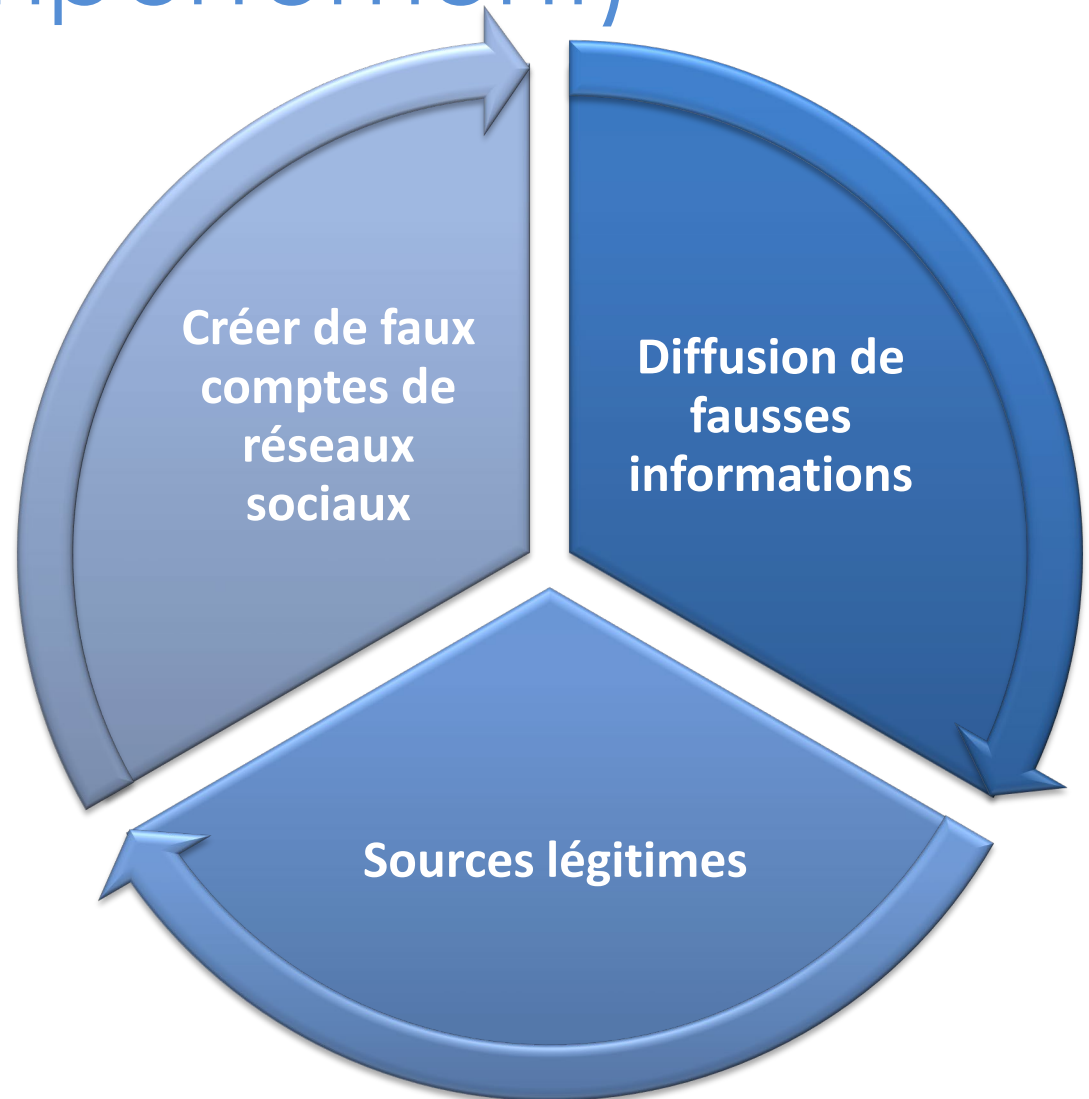 Créer de faux
comptes de
réseaux
sociaux
Diffusion de
fausses
informations
Sources légitimes